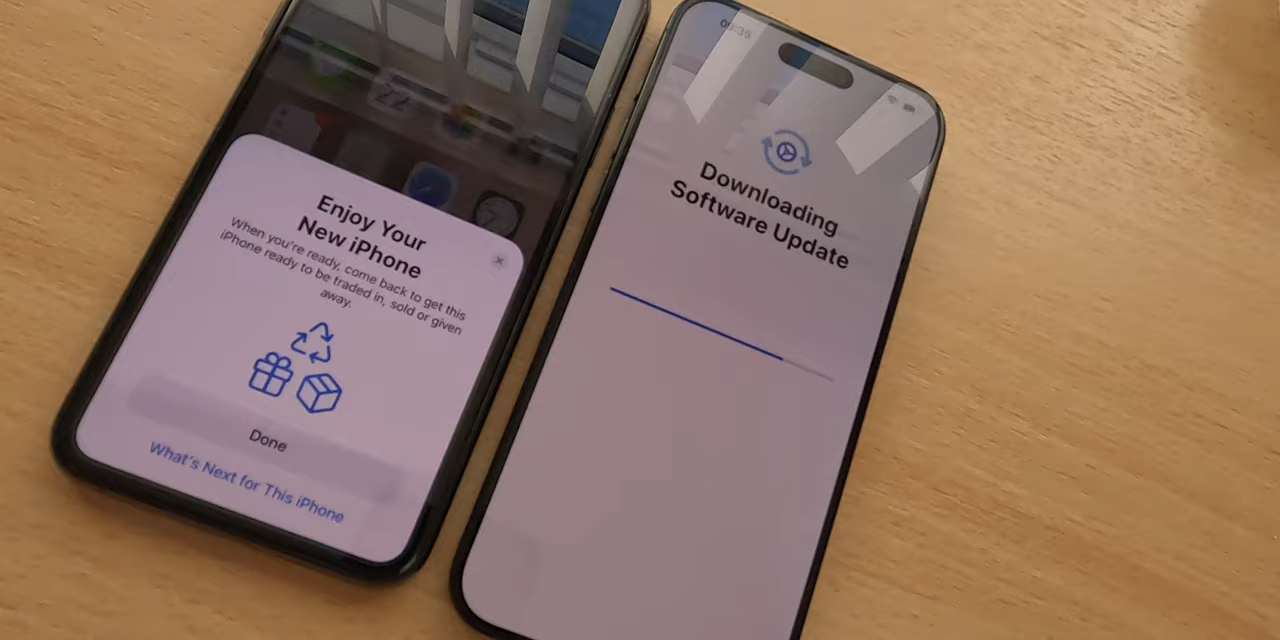 22
Enjoy Your
New iPhone
When you're ready, come back to get this
iPhone ready to be traded in, sold or given
away.
Done
What's Next for This iPhone
Downloading
Software Update